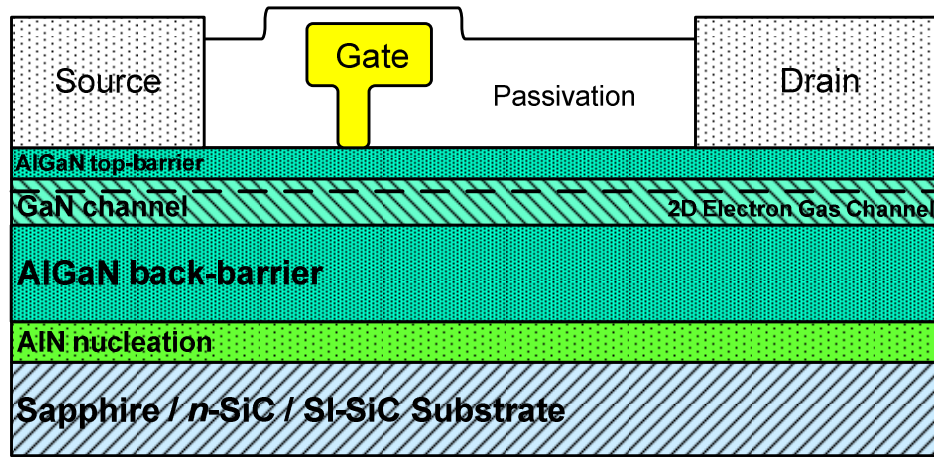 Source
Gate
Passivation
Drain
AlGaN top-barrier
GaN channel
2D Electron Gas Channel
AlGaN back-barrier
AlN nucleation
Sapphire / n-SiC / SI-SiC Substrate